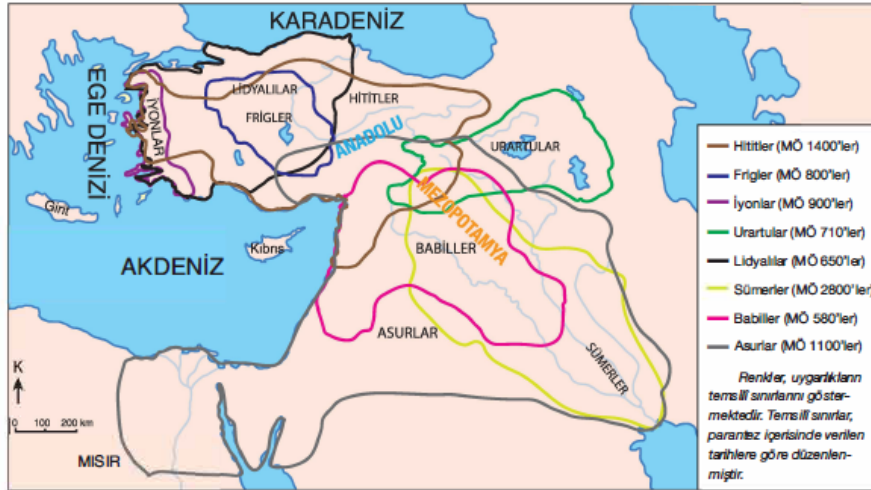 KARADENİZ
EGE DENİZİ
İYONLAR
LİDYALILAR
FRİGLER
HİTİTLER
ANADOLU
URARTULAR
MEZOPOTAMYA
Girit
Kıbrıs
AKDENİZ
BABİLLER
ASURLAR
SÜMERLER
MISIR
K
0 100 200 km
Hititler (MÖ 1400'ler)
Frigler (MÖ 800'ler)
İyonlar (MÖ 900'ler)
Urartular (MÖ 710'ler)
Lidyalılar (MÖ 650'ler)
Sümerler (MÖ 2800'ler)
Babiller (MÖ 580'ler)
Asurlar (MÖ 1100'ler)
Renkler, uygarlıkların
temsilî sınırlarını göster-
mektedir. Temsilî sınırlar,
parantez içerisinde verilen
tarihlere göre düzenlen-
miştir.